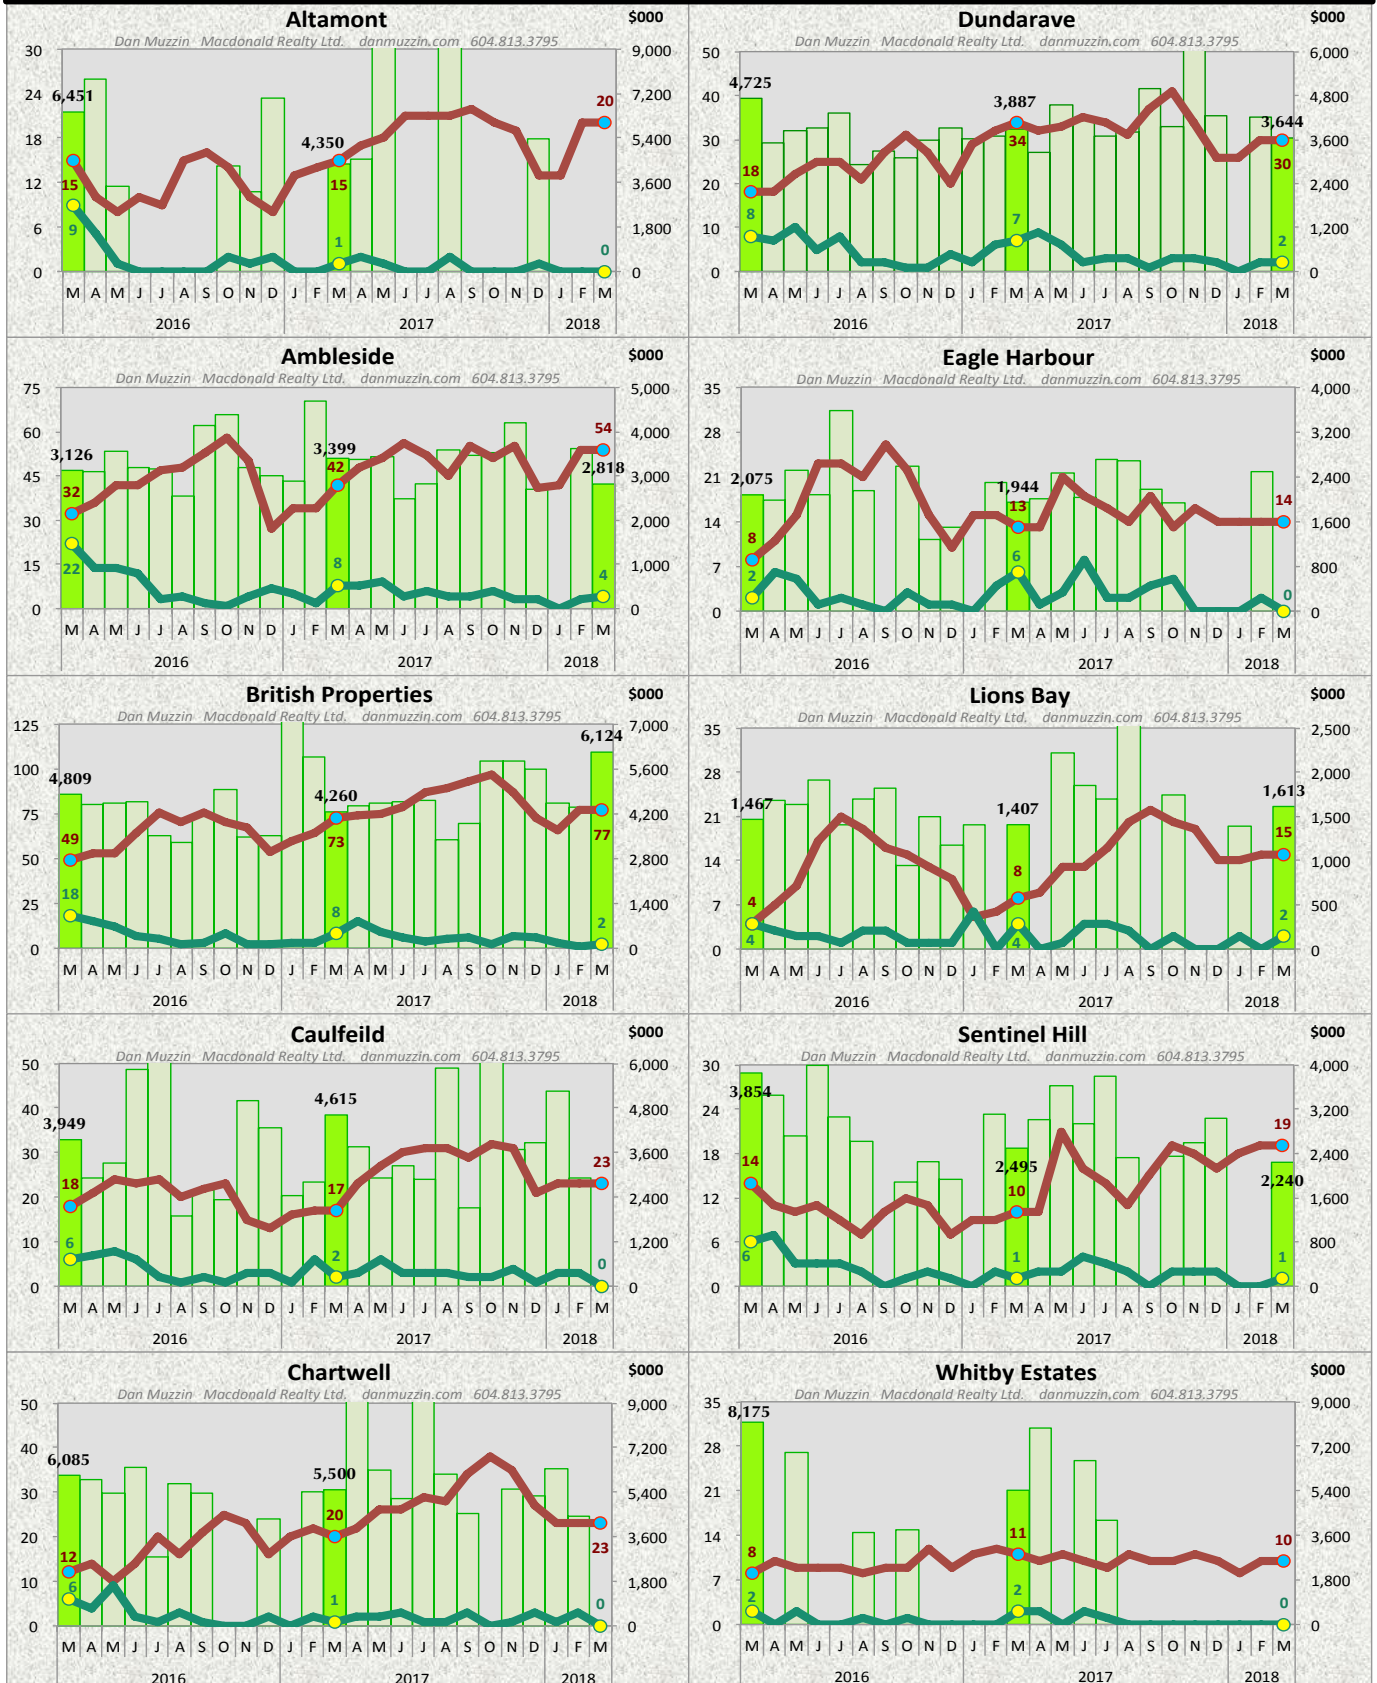 Altamont $000
Dan Muzzin Macdonald Realty Ltd. danmuzzin.com 604.813.3795
30 9,000
24 7,200
18 5,400
12 3,600
6 1,800
0 0
6,451 4,350 20
15 15
9 1 0
M A M J J A S O N D J F M A M J J A S O N D J F M
2016 2017 2018
Dundarave $000
Dan Muzzin Macdonald Realty Ltd. danmuzzin.com 604.813.3795
50 6,000
40 4,800
30 3,600
20 2,400
10 1,200
0 0
4,725 3,887 3,644
18 34 30
8 7 2
M A M J J A S O N D J F M A M J J A S O N D J F M
2016 2017 2018
Ambleside $000
Dan Muzzin Macdonald Realty Ltd. danmuzzin.com 604.813.3795
75 5,000
60 4,000
45 3,000
30 2,000
15 1,000
0 0
3,126 3,399 2,818
32 42 54
22 8 4
M A M J J A S O N D J F M A M J J A S O N D J F M
2016 2017 2018
Eagle Harbour $000
Dan Muzzin Macdonald Realty Ltd. danmuzzin.com 604.813.3795
35 4,000
28 3,200
21 2,400
14 1,600
7 800
0 0
2,075 1,944
8 13 14
2 6 0
M A M J J A S O N D J F M A M J J A S O N D J F M
2016 2017 2018
British Properties $000
Dan Muzzin Macdonald Realty Ltd. danmuzzin.com 604.813.3795
125 7,000
100 5,600
75 4,200
50 2,800
25 1,400
0 0
4,809 4,260 6,124
49 73 77
18 8 2
M A M J J A S O N D J F M A M J J A S O N D J F M
2016 2017 2018
Lions Bay $000
Dan Muzzin Macdonald Realty Ltd. danmuzzin.com 604.813.3795
35 2,500
28 2,000
21 1,500
14 1,000
7 500
0 0
1,467 1,407 1,613
4 8 15
4 4 2
M A M J J A S O N D J F M A M J J A S O N D J F M
2016 2017 2018
Caulfeild $000
Dan Muzzin Macdonald Realty Ltd. danmuzzin.com 604.813.3795
50 6,000
40 4,800
30 3,600
20 2,400
10 1,200
0 0
3,949 4,615
18 17 23
6 2 0
M A M J J A S O N D J F M A M J J A S O N D J F M
2016 2017 2018
Sentinel Hill $000
Dan Muzzin Macdonald Realty Ltd. danmuzzin.com 604.813.3795
30 4,000
24 3,200
18 2,400
12 1,600
6 800
0 0
3,854 2,495 2,240
14 10 19
6 1 1
M A M J J A S O N D J F M A M J J A S O N D J F M
2016 2017 2018
Chartwell $000
Dan Muzzin Macdonald Realty Ltd. danmuzzin.com 604.813.3795
50 9,000
40 7,200
30 5,400
20 3,600
10 1,800
0 0
6,085 5,500
12 20 23
6 1 0
M A M J J A S O N D J F M A M J J A S O N D J F M
2016 2017 2018
Whitby Estates $000
Dan Muzzin Macdonald Realty Ltd. danmuzzin.com 604.813.3795
35 9,000
28 7,200
21 5,400
14 3,600
7 1,800
0 0
8,175
8 11 10
2 2 0
M A M J J A S O N D J F M A M J J A S O N D J F M
2016 2017 2018